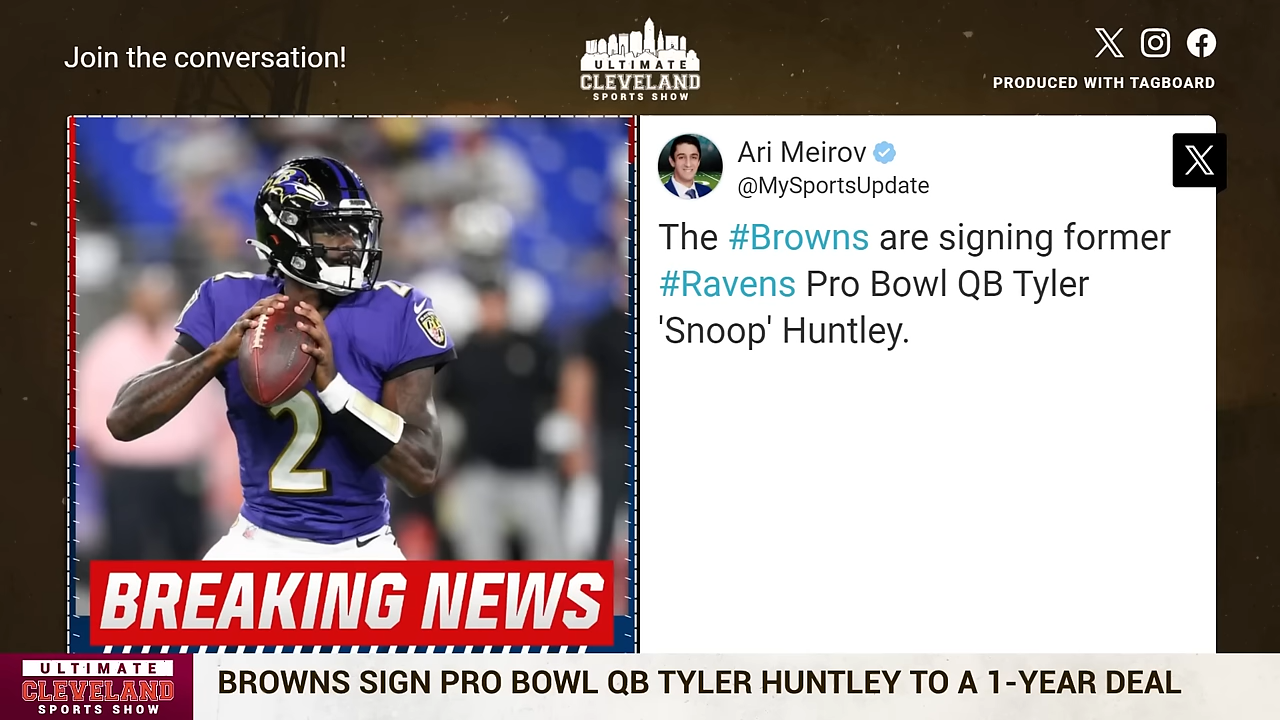 Join the conversation!
ULTIMATE
CLEVELAND
SPORTS SHOW
PRODUCED WITH TAGBOARD
Ari Meirov
@MySportsUpdate
The #Browns are signing former
#Ravens Pro Bowl QB Tyler
'Snoop' Huntley.
2
BREAKING NEWS
ULTIMATE
CLEVELAND
SPORTS SHOW
BROWNS SIGN PRO BOWL QB TYLER HUNTLEY TO A 1-YEAR DEAL